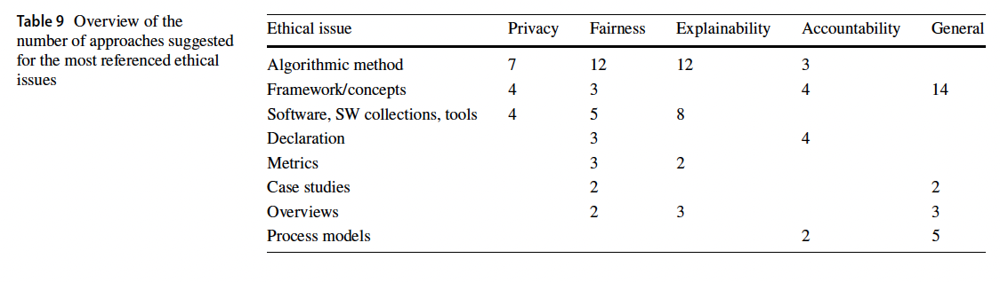 Table 9 Overview of the
number of approaches suggested
for the most referenced ethical
issues
Ethical issue Privacy Fairness Explainability Accountability General
Algorithmic method 7 12 12 3
Framework/concepts 4 3 4 14
Software, SW collections, tools 4 5 8
Declaration 3 4
Metrics 3 2
Case studies 2 2
Overviews 2 3 3
Process models 2 5